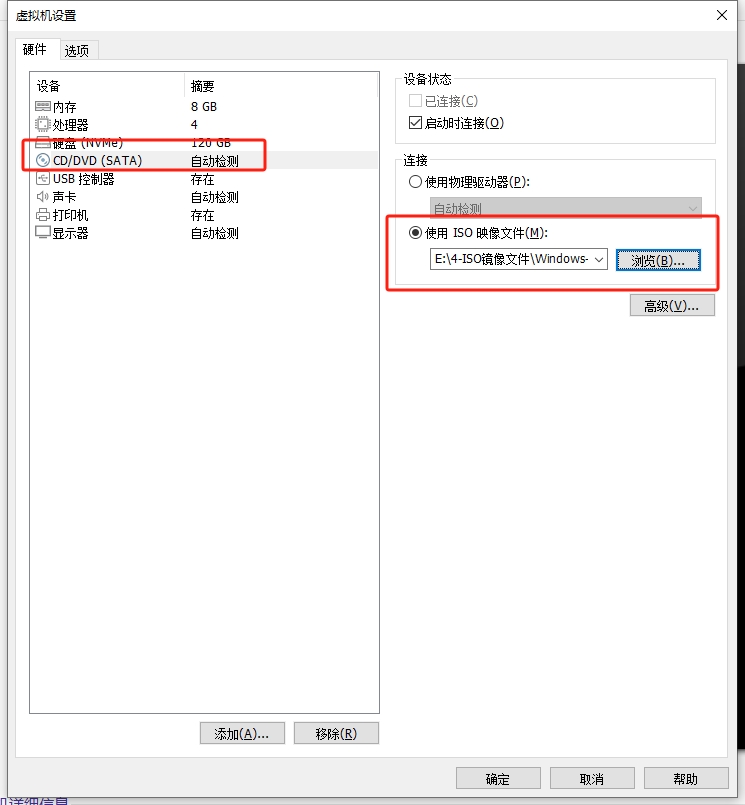 虚拟机设置
硬件 选项
设备 摘要
内存 8 GB
处理器 4
硬盘 (NVMe) 120 GB
CD/DVD (SATA) 自动检测
USB 控制器 存在
声卡 自动检测
打印机 存在
显示器 自动检测
添加(A)... 移除(R)
设备状态
已连接(C)
启动时连接(O)
连接
使用物理驱动器(P):
自动检测
使用 ISO 映像文件(M):
E:\4-ISO镜像文件\Windows- 浏览(B)...
高级(V)...
确定 取消 帮助
详细信息